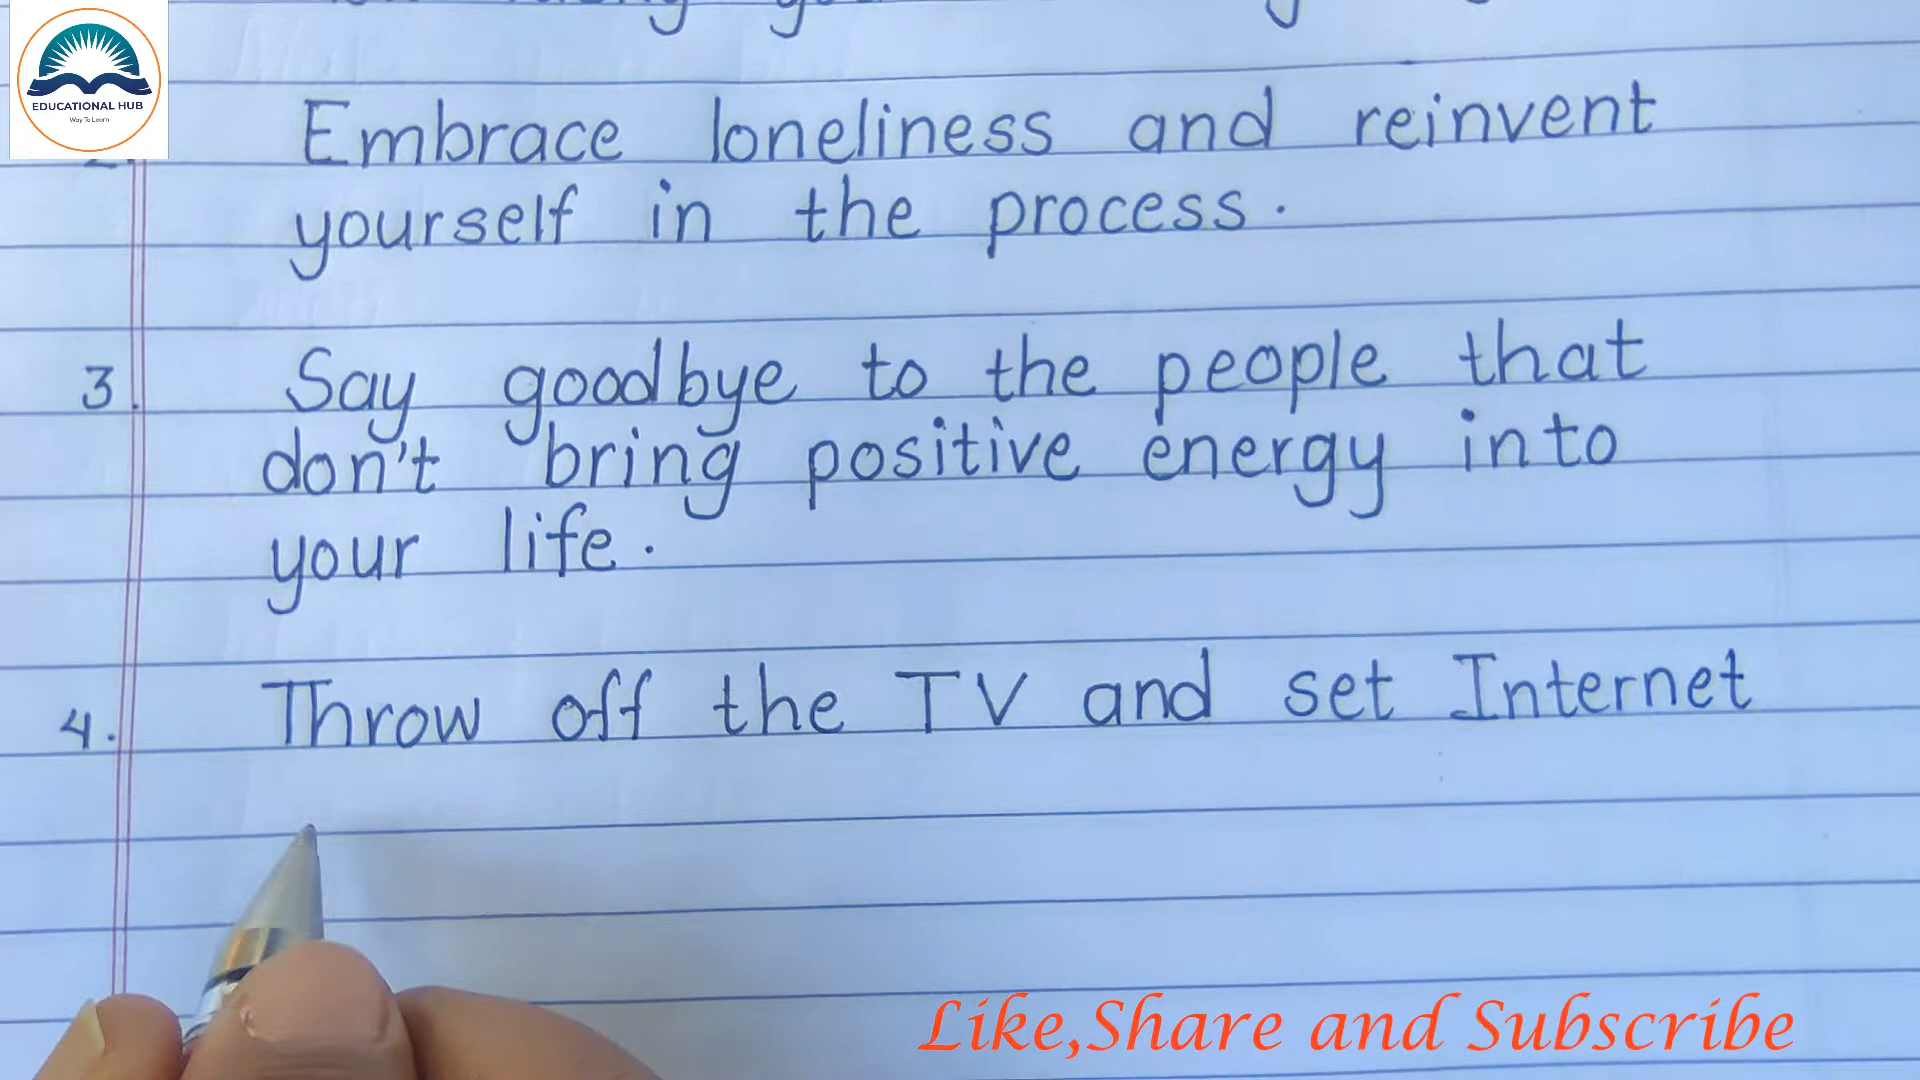 EDUCATIONAL HUB
Way To Learn
2. Embrace loneliness and reinvent
yourself in the process.
3. Say goodbye to the people that
don't bring positive energy into
your life.
4. Throw off the TV and set Internet
Like,Share and Subscribe